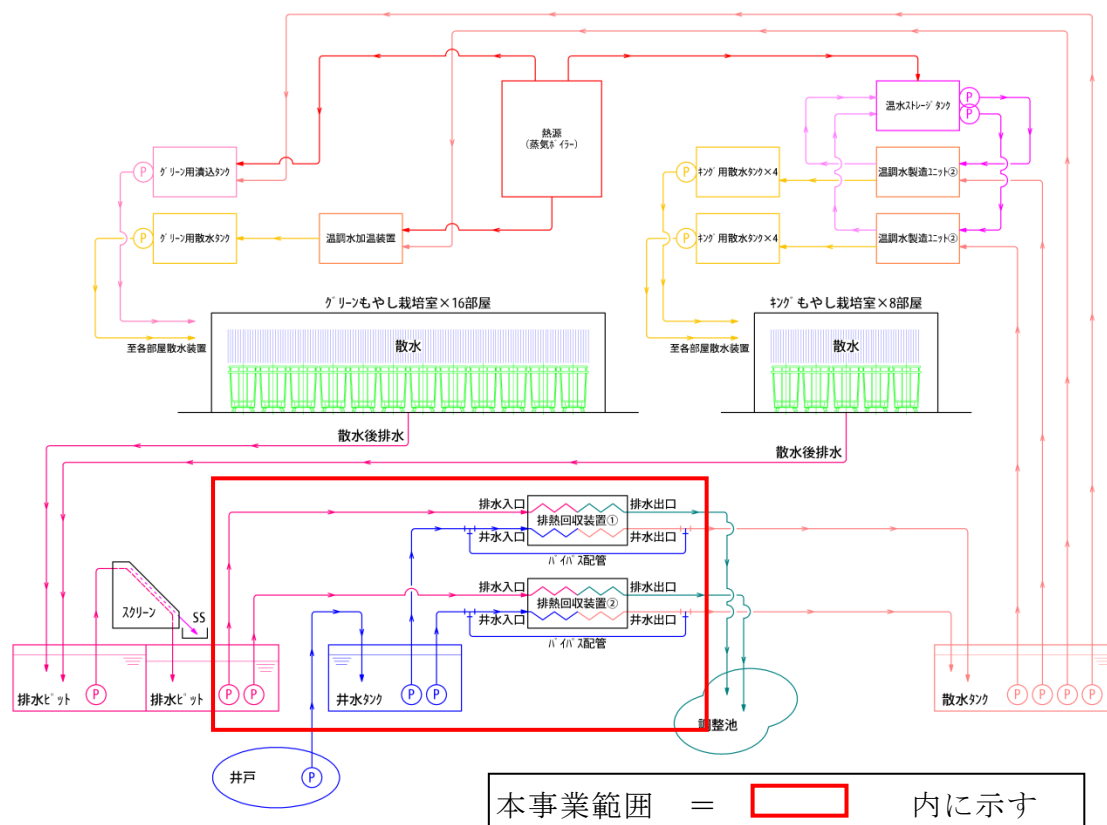 熱源
(蒸気ボイラー)
温水ストレージタンク
P
P
P
グリーン用漬込タンク
P
キング用散水タンク×4
温調水製造ユニット②
P
グリーン用散水タンク
温調水加温装置
P
キング用散水タンク×4
温調水製造ユニット②
グリーンもやし栽培室×16部屋
キングもやし栽培室×8部屋
散水
散水
至各部屋散水装置
至各部屋散水装置
散水後排水
散水後排水
排水入口
排水出口
排熱回収装置①
井水入口
井水出口
バイパス配管
排水入口
排水出口
排熱回収装置②
井水入口
井水出口
バイパス配管
スクリーン
SS
排水ピット
P
排水ピット
P
P
井水タンク
P
P
散水タンク
P
P
P
P
調整池
井戸
P
本事業範囲 = 内に示す